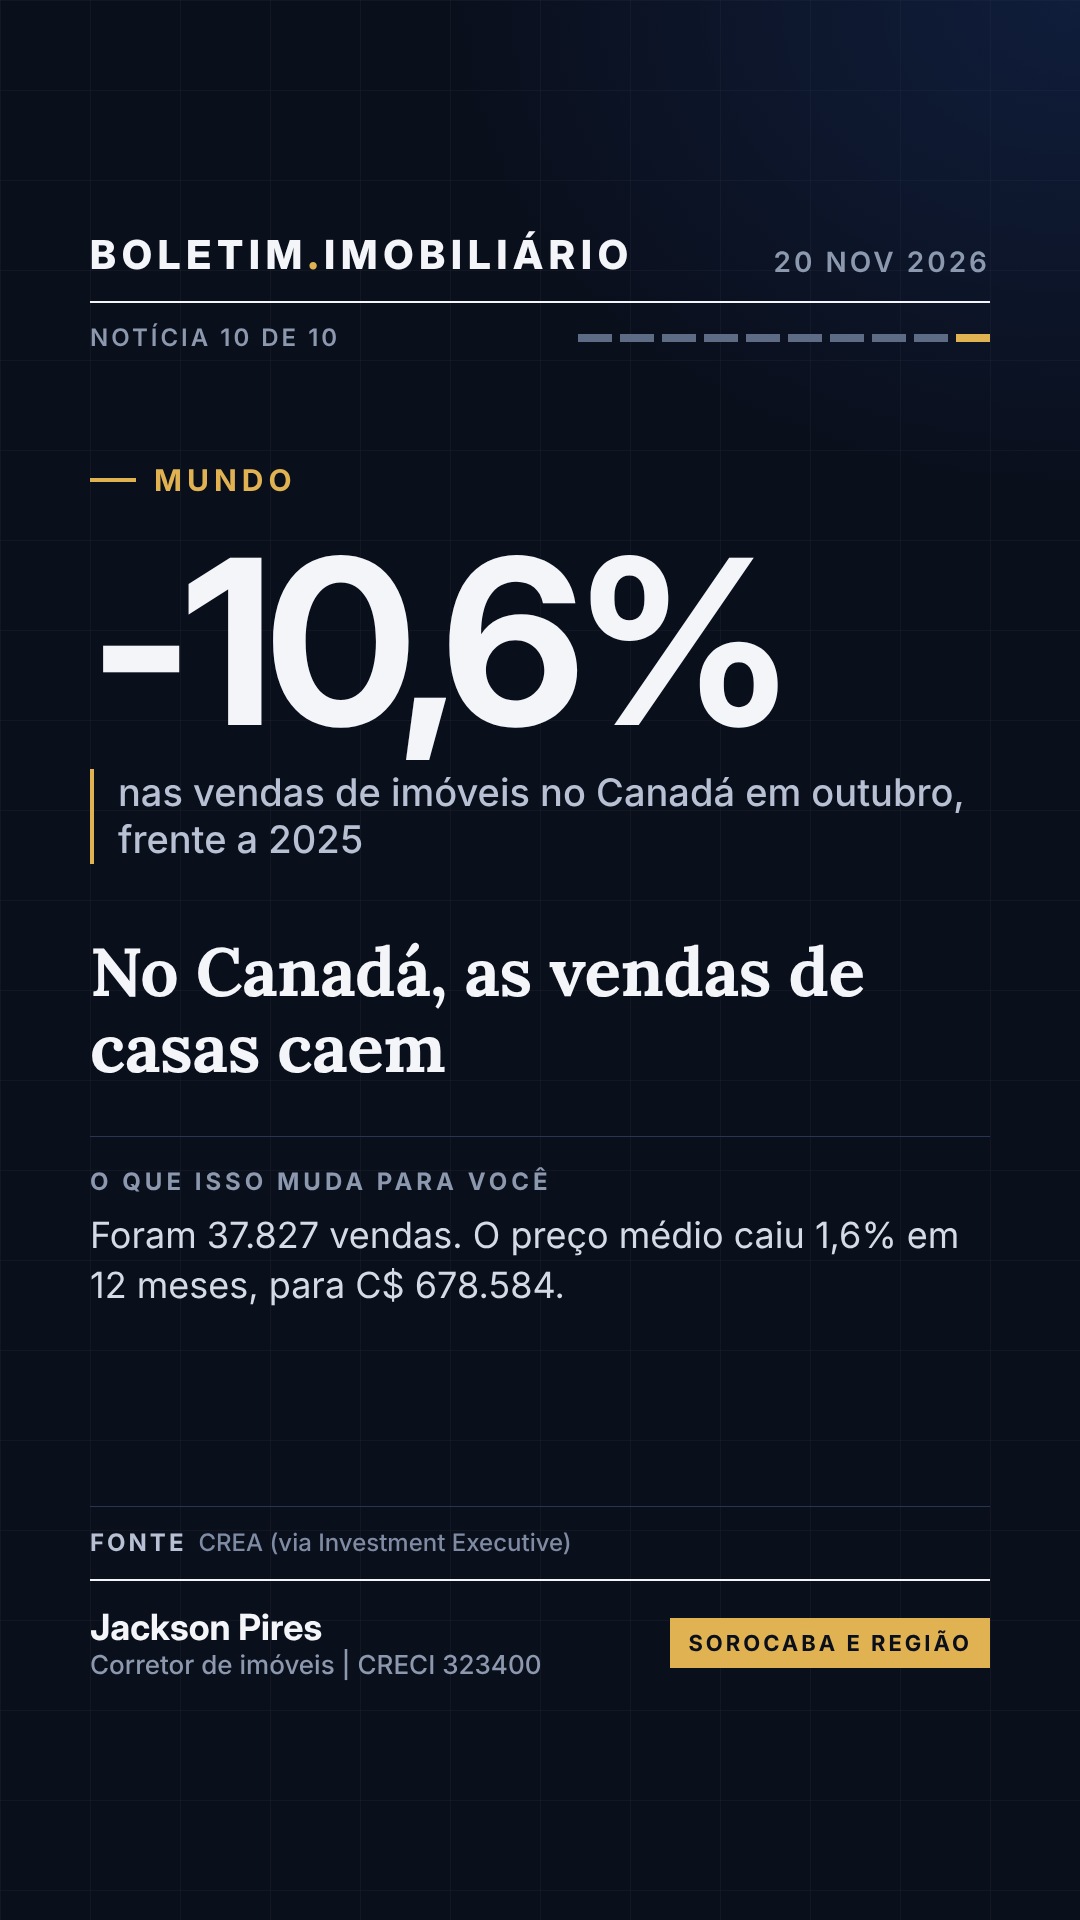 BOLETIM.IMOBILIÁRIO
20 NOV 2026
NOTÍCIA 10 DE 10
MUNDO
-10,6%
nas vendas de imóveis no Canadá em outubro,
frente a 2025
No Canadá, as vendas de
casas caem
O QUE ISSO MUDA PARA VOCÊ
Foram 37.827 vendas. O preço médio caiu 1,6% em
12 meses, para C$ 678.584.
FONTE CREA (via Investment Executive)
Jackson Pires
Corretor de imóveis | CRECI 323400
SOROCABA E REGIÃO